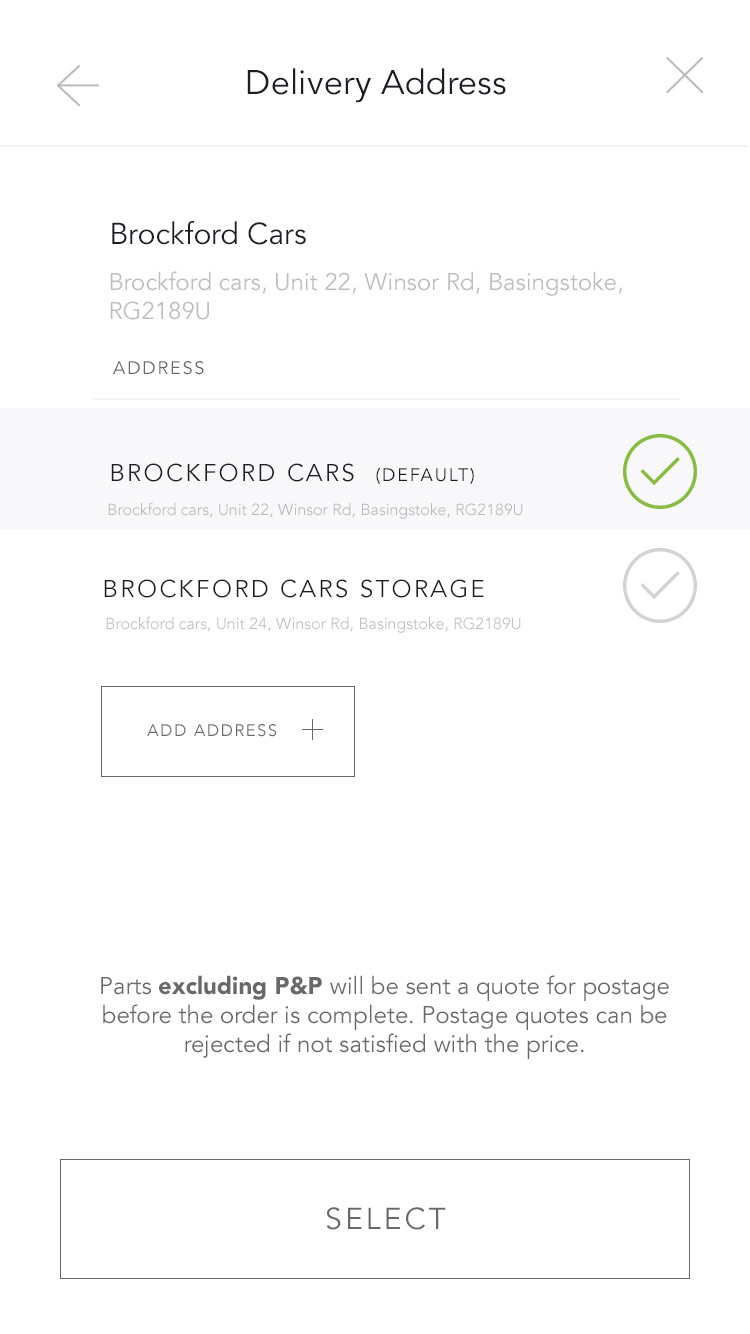 Delivery Address
Brockford Cars
Brockford cars, Unit 22, Winsor Rd, Basingstoke,
RG2189U
ADDRESS
BROCKFORD CARS (DEFAULT)
Brockford cars, Unit 22, Winsor Rd, Basingstoke, RG2189U
BROCKFORD CARS STORAGE
Brockford cars, Unit 24, Winsor Rd, Basingstoke, RG2189U
ADD ADDRESS
Parts excluding P&P will be sent a quote for postage
before the order is complete. Postage quotes can be
rejected if not satisfied with the price.
SELECT